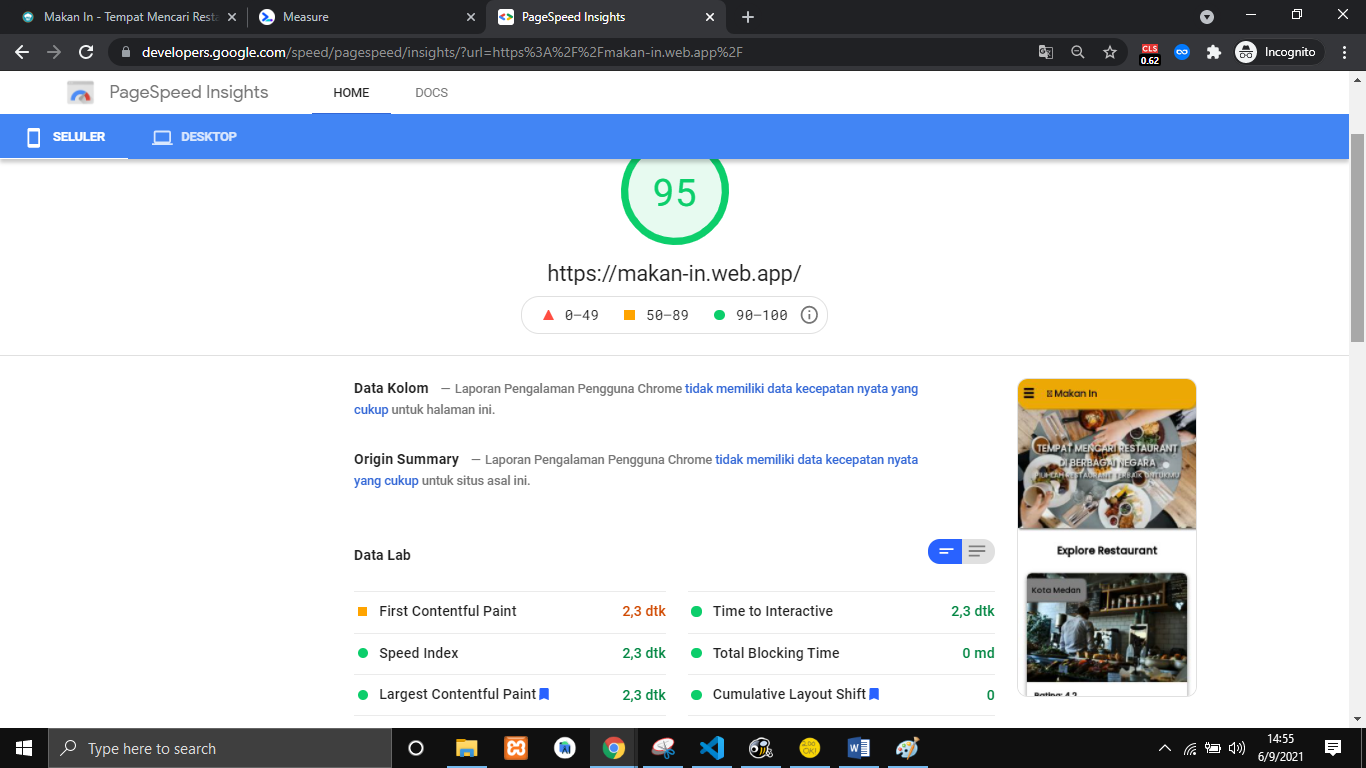 Makan In - Tempat Mencari Resta
Measure
PageSpeed Insights
developers.google.com/speed/pagespeed/insights/?url=https%3A%2F%2Fmakan-in.web.app%2F
CLS
0.62
Incognito
PageSpeed Insights
HOME
DOCS
SELULER
DESKTOP
95
https://makan-in.web.app/
0–49
50–89
90–100
Data Kolom — Laporan Pengalaman Pengguna Chrome tidak memiliki data kecepatan nyata yang
cukup untuk halaman ini.
Origin Summary — Laporan Pengalaman Pengguna Chrome tidak memiliki data kecepatan nyata
yang cukup untuk situs asal ini.
Makan In
TEMPAT MENCARI RESTAURANT
DI BERBAGAI NEGARA
Explore Restaurant
Kota Medan
Rating: 4.2
Data Lab
First Contentful Paint 2,3 dtk
Time to Interactive 2,3 dtk
Speed Index 2,3 dtk
Total Blocking Time 0 md
Largest Contentful Paint 2,3 dtk
Cumulative Layout Shift 0
Type here to search
14:55
6/9/2021